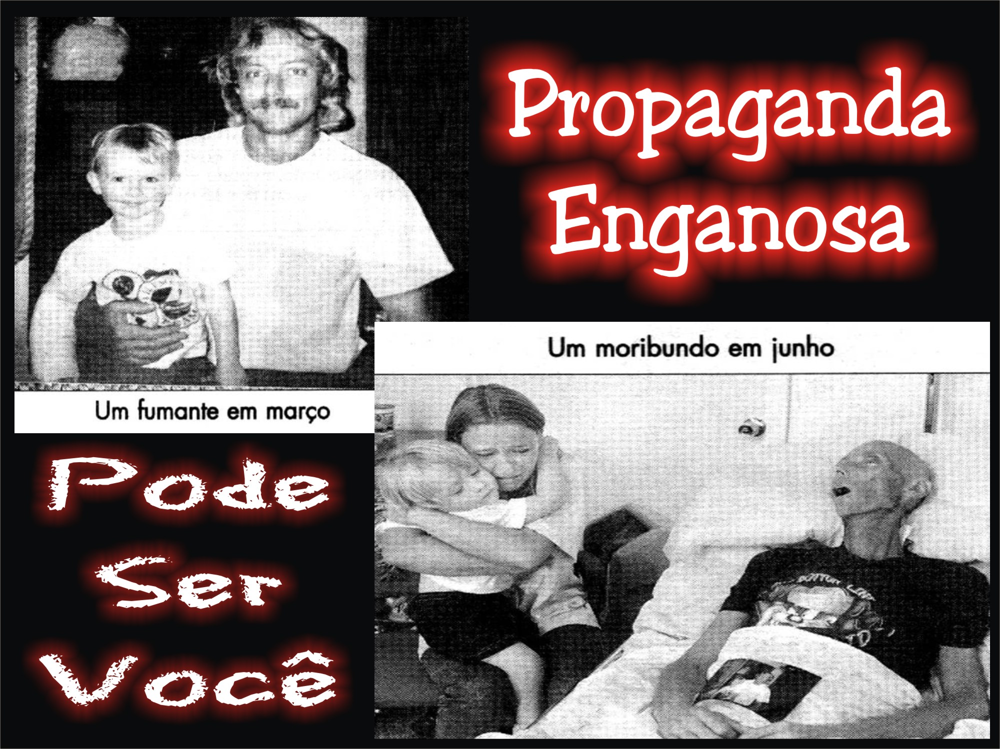 Propaganda
Enganosa
Um fumante em março
Um moribundo em junho
Pode
Ser
Você